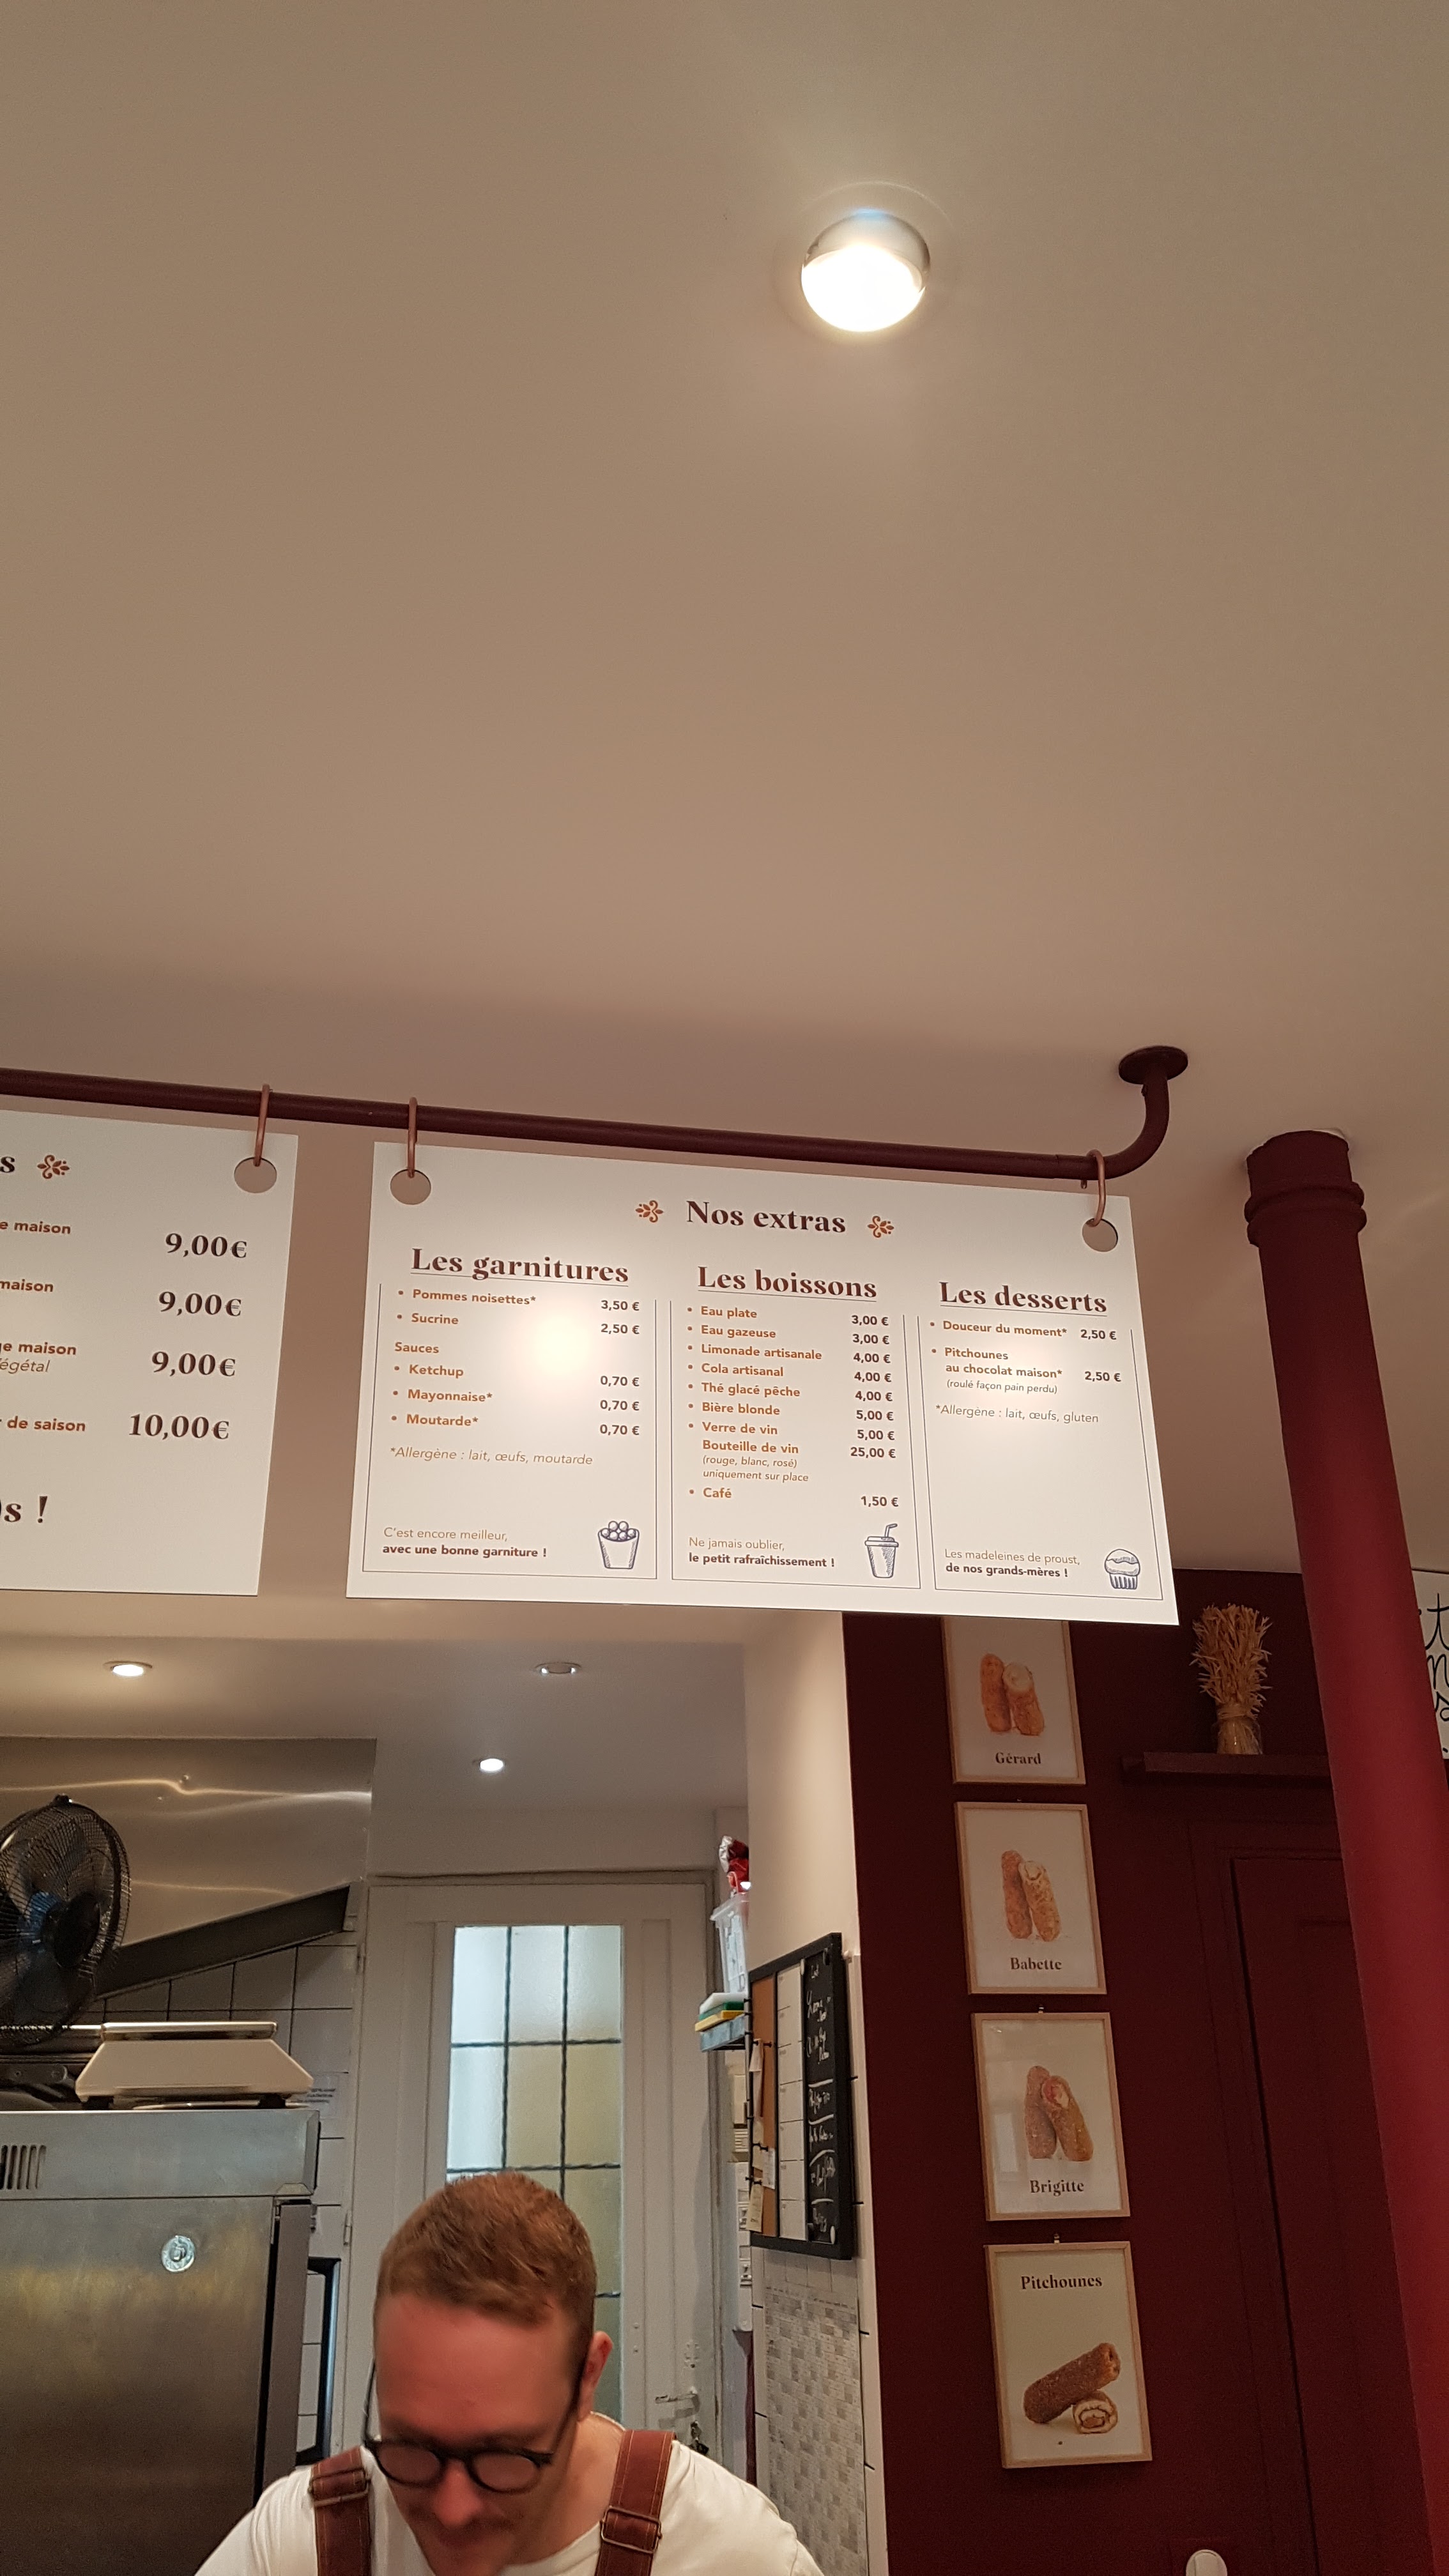 s
e maison
9,00€
maison
9,00€
ge maison
égétal
9,00€
de saison
10,00€
s !
Nos extras
Les garnitures
• Pommes noisettes* 3,50 €
• Sucrine 2,50 €
Sauces
• Ketchup 0,70 €
• Mayonnaise* 0,70 €
• Moutarde* 0,70 €
*Allergène : lait, œufs, moutarde
C'est encore meilleur,
avec une bonne garniture !
Les boissons
• Eau plate 3,00 €
• Eau gazeuse 3,00 €
• Limonade artisanale 4,00 €
• Cola artisanal 4,00 €
• Thé glacé pêche 4,00 €
• Bière blonde 5,00 €
• Verre de vin 5,00 €
Bouteille de vin 25,00 €
(rouge, blanc, rosé)
uniquement sur place
• Café 1,50 €
Ne jamais oublier,
le petit rafraîchissement !
Les desserts
• Douceur du moment* 2,50 €
• Pitchounes
au chocolat maison* 2,50 €
(roulé façon pain perdu)
*Allergène : lait, œufs, gluten
Les madeleines de proust,
de nos grands-mères !
Gérard
Babette
Brigitte
Pitchounes